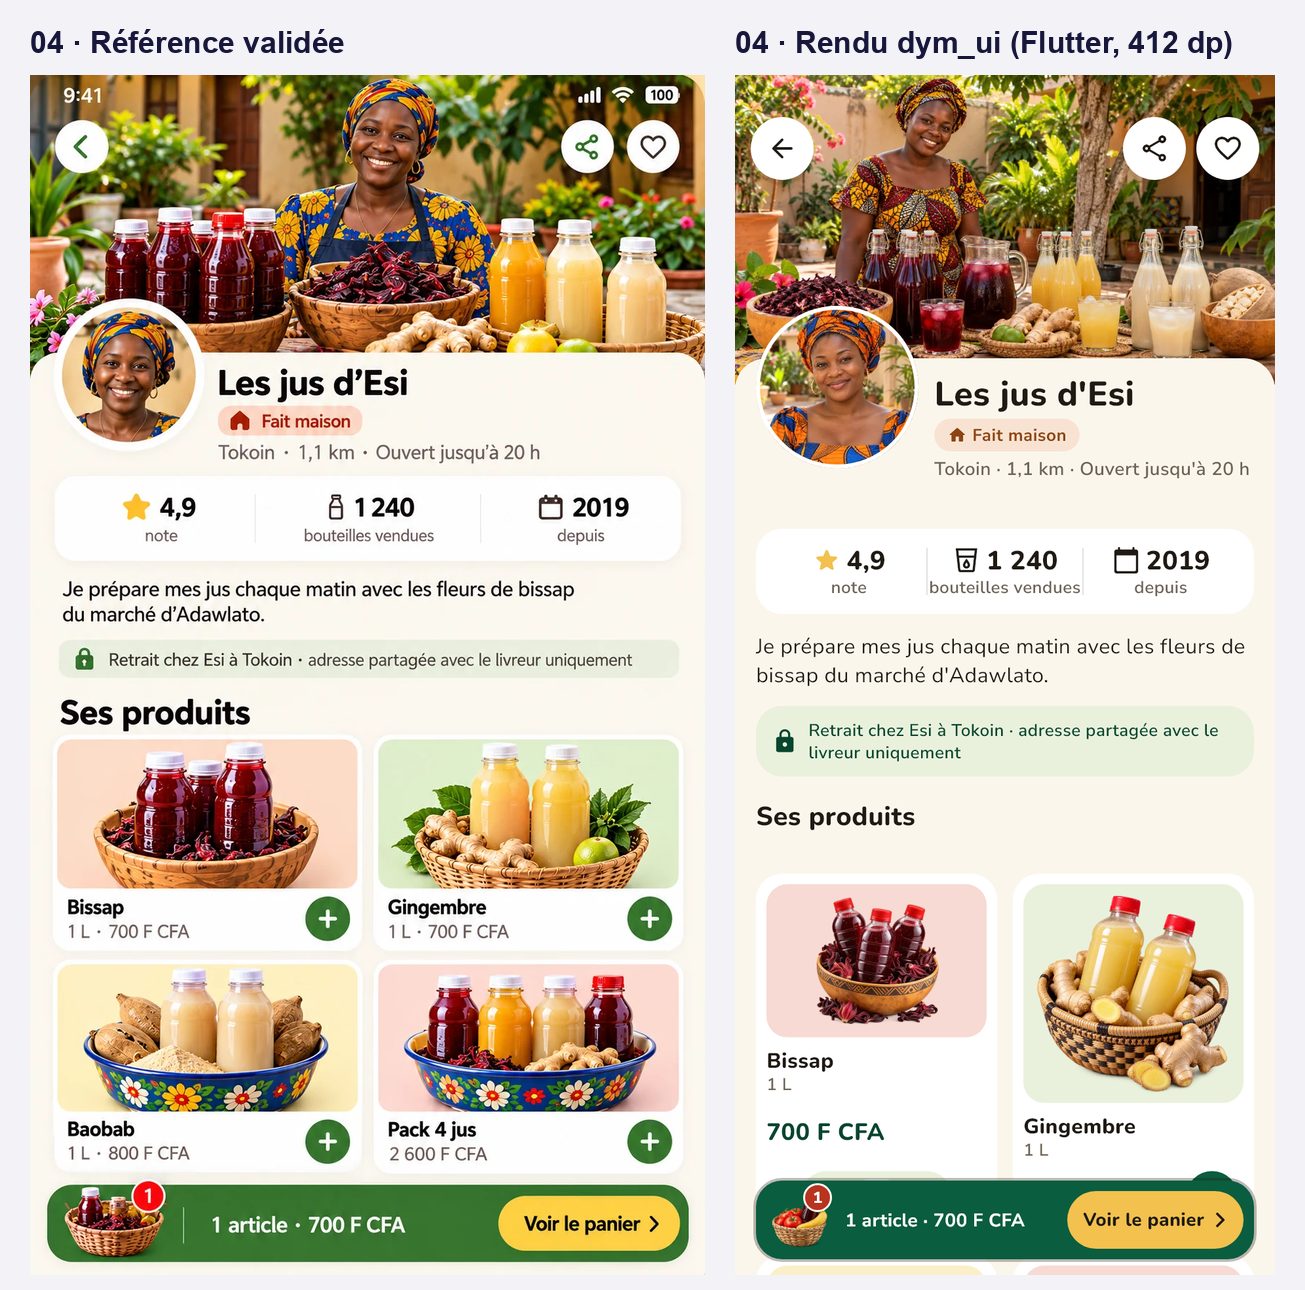 04 · Référence validée
9:41
100
Les jus d’Esi
Fait maison
Tokoin · 1,1 km · Ouvert jusqu’à 20 h
4,9
note
1 240
bouteilles vendues
2019
depuis
Je prépare mes jus chaque matin avec les fleurs de bissap
du marché d’Adawlato.
Retrait chez Esi à Tokoin · adresse partagée avec le livreur uniquement
Ses produits
Bissap
1 L · 700 F CFA
Gingembre
1 L · 700 F CFA
Baobab
1 L · 800 F CFA
Pack 4 jus
2 600 F CFA
1
1 article · 700 F CFA
Voir le panier
04 · Rendu dym_ui (Flutter, 412 dp)
Les jus d'Esi
Fait maison
Tokoin · 1,1 km · Ouvert jusqu'à 20 h
4,9
note
1 240
bouteilles vendues
2019
depuis
Je prépare mes jus chaque matin avec les fleurs de
bissap du marché d'Adawlato.
Retrait chez Esi à Tokoin · adresse partagée avec le
livreur uniquement
Ses produits
Bissap
1 L
700 F CFA
Gingembre
1 L
1
1 article · 700 F CFA
Voir le panier